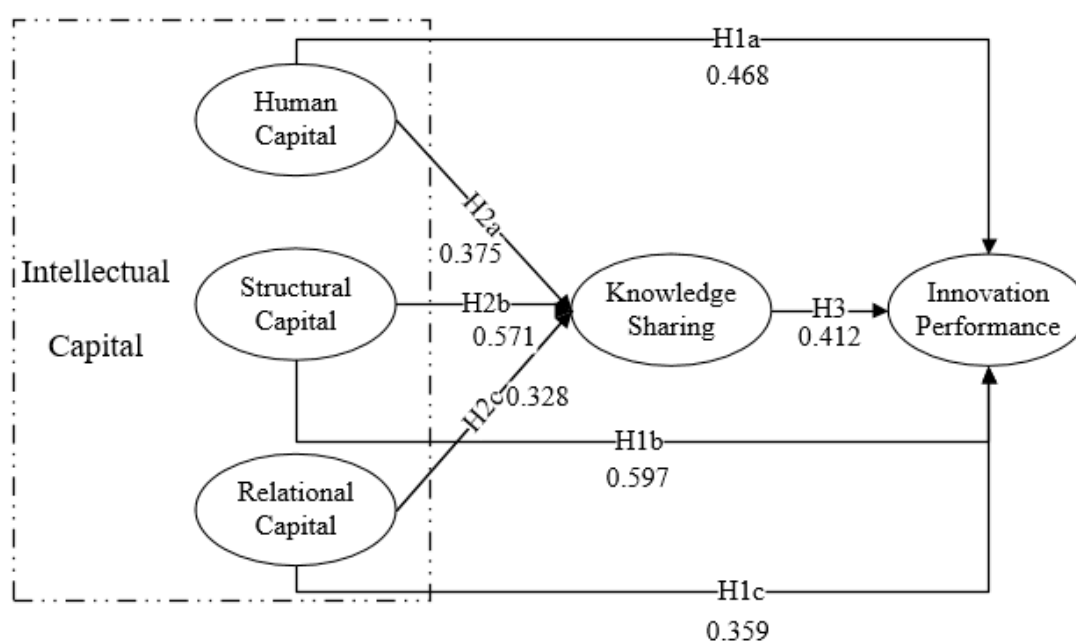 H1a
0.468
Human
Capital
H2a
0.375
Intellectual
Capital
Structural
Capital
H2b
0.571
Knowledge
Sharing
H3
0.412
Innovation
Performance
H2c
0.328
H1b
0.597
Relational
Capital
H1c
0.359